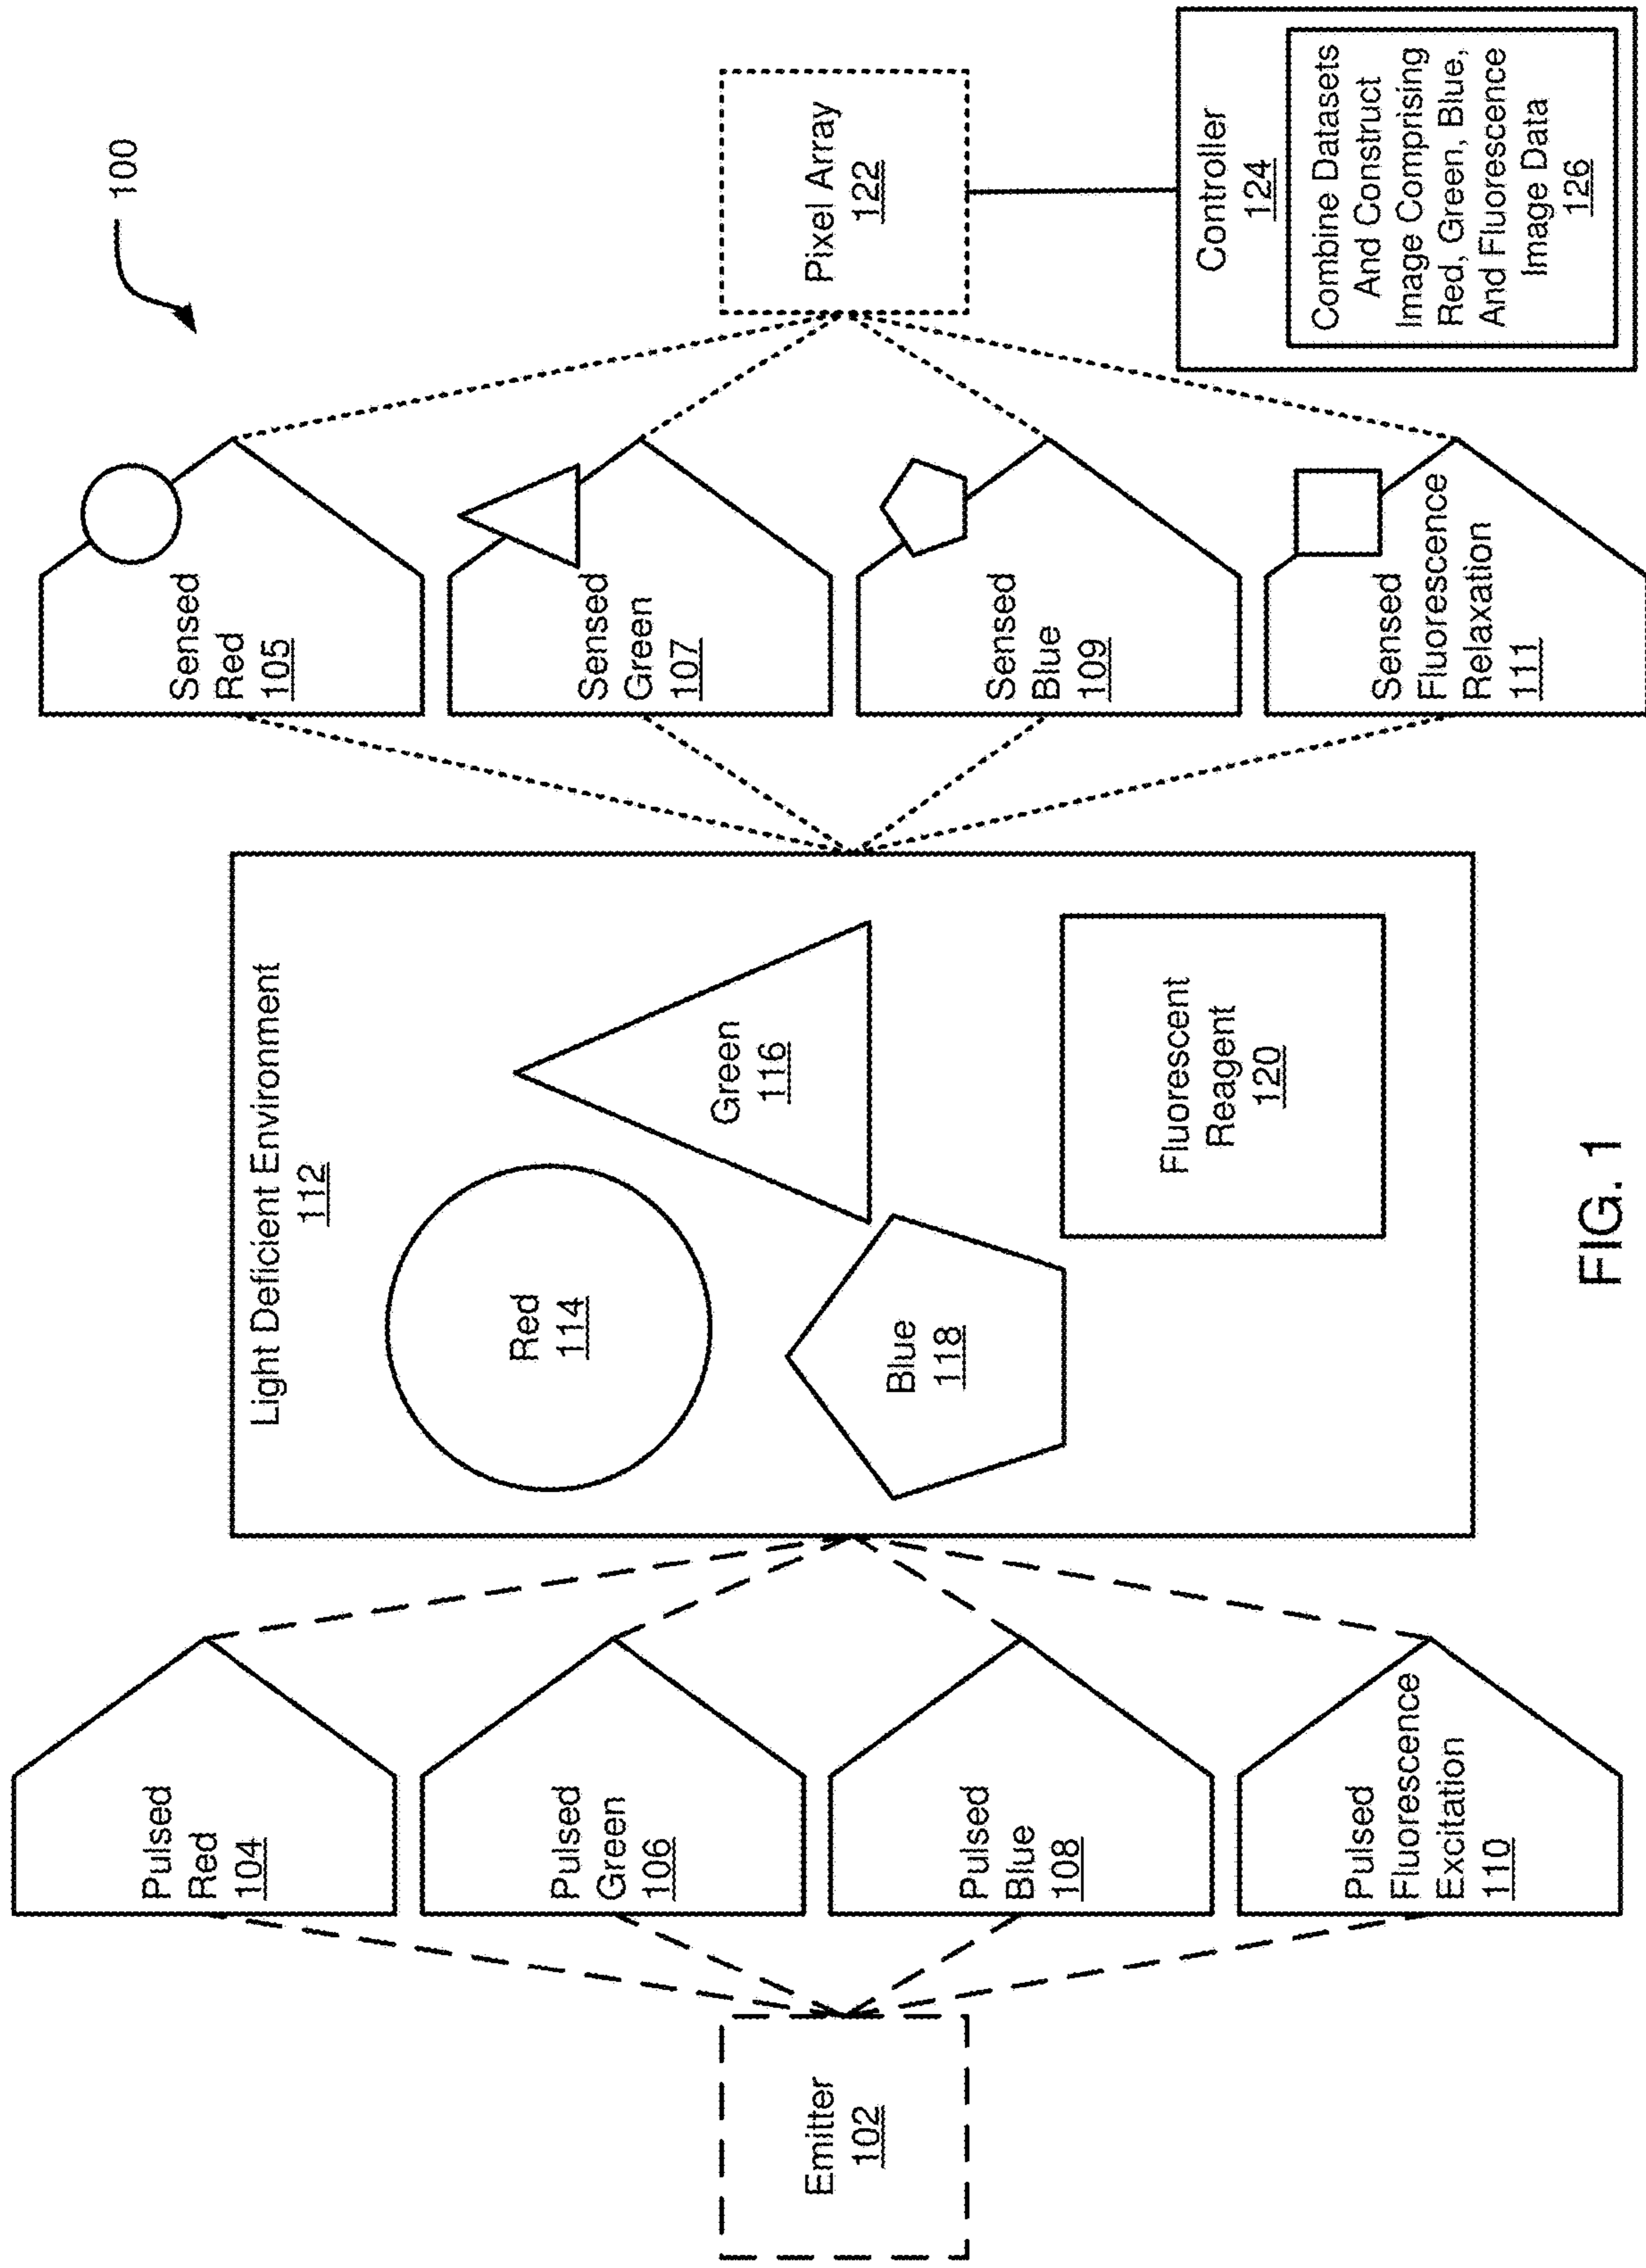 100
Emitter
102
Pulsed
Red
104
Pulsed
Green
106
Pulsed
Blue
108
Pulsed
Fluorescence
Excitation
110
Light Deficient Environment
112
Red
114
Green
116
Blue
118
Fluorescent
Reagent
120
Sensed
Red
105
Sensed
Green
107
Sensed
Blue
109
Sensed
Fluorescence
Relaxation
111
Pixel Array
122
Controller
124
Combine Datasets
And Construct
Image Comprising
Red, Green, Blue,
And Fluorescence
Image Data
126
FIG. 1